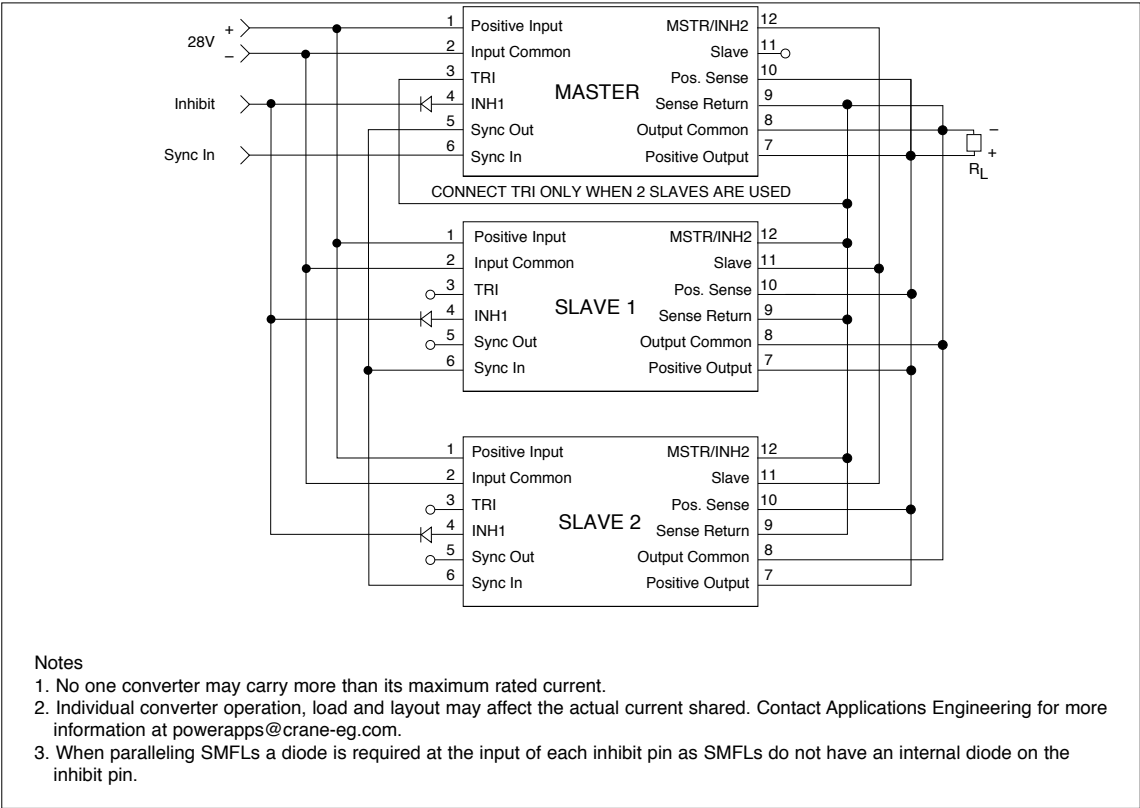 28V
+
–
Inhibit
Sync In
1 Positive Input MSTR/INH2 12
2 Input Common Slave 11
3 TRI Pos. Sense 10
4 INH1 MASTER Sense Return 9
5 Sync Out Output Common 8
6 Sync In Positive Output 7
–
+
RL
CONNECT TRI ONLY WHEN 2 SLAVES ARE USED
1 Positive Input MSTR/INH2 12
2 Input Common Slave 11
3 TRI Pos. Sense 10
4 INH1 SLAVE 1 Sense Return 9
5 Sync Out Output Common 8
6 Sync In Positive Output 7
1 Positive Input MSTR/INH2 12
2 Input Common Slave 11
3 TRI Pos. Sense 10
4 INH1 SLAVE 2 Sense Return 9
5 Sync Out Output Common 8
6 Sync In Positive Output 7
Notes
1. No one converter may carry more than its maximum rated current.
2. Individual converter operation, load and layout may affect the actual current shared. Contact Applications Engineering for more
information at powerapps@crane-eg.com.
3. When paralleling SMFLs a diode is required at the input of each inhibit pin as SMFLs do not have an internal diode on the
inhibit pin.